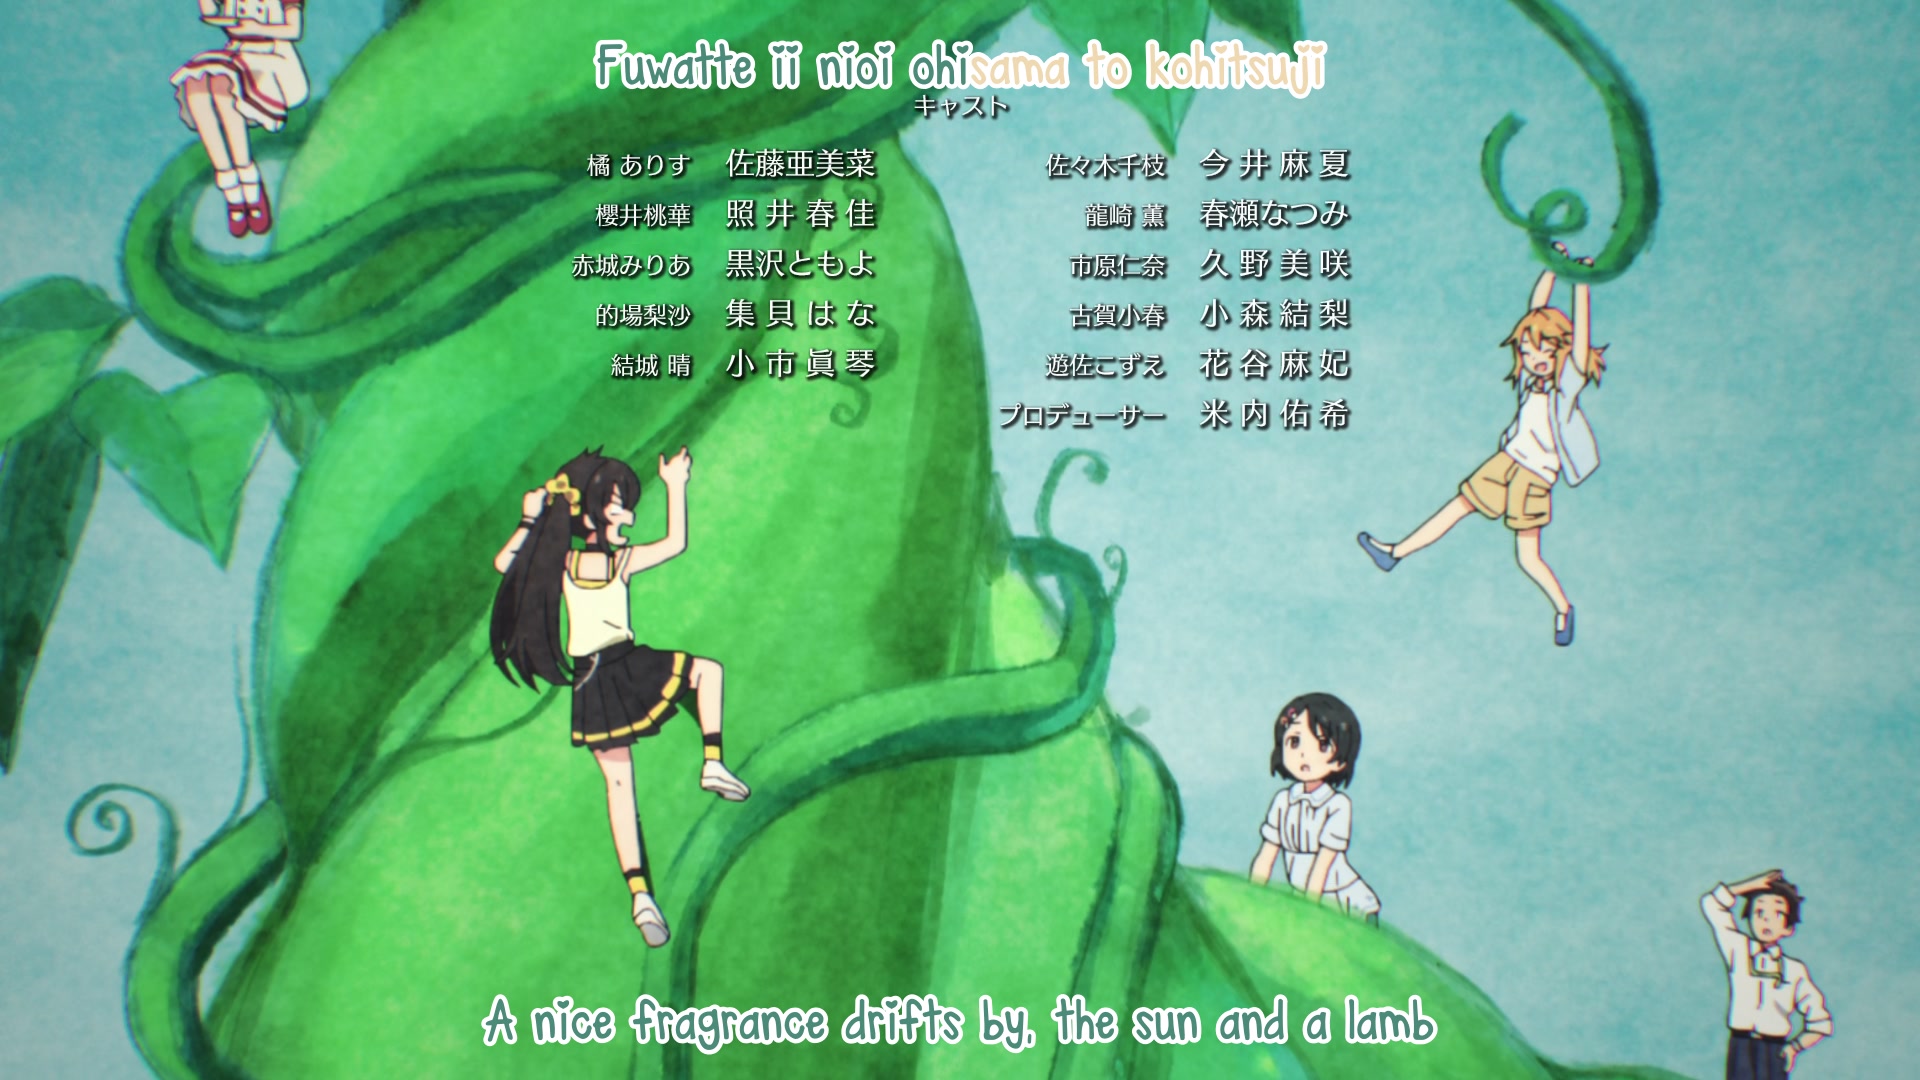 Fuwatte ii nioi ohisama to kohitsuji
キャスト
橘 ありす 佐藤亜美菜
櫻井桃華 照井春佳
赤城みりあ 黒沢ともよ
的場梨沙 集貝はな
結城 晴 小市眞琴
佐々木千枝 今井麻夏
龍崎 薫 春瀬なつみ
市原仁奈 久野美咲
古賀小春 小森結梨
遊佐こずえ 花谷麻妃
プロデューサー 米内佑希
A nice fragrance drifts by, the sun and a lamb